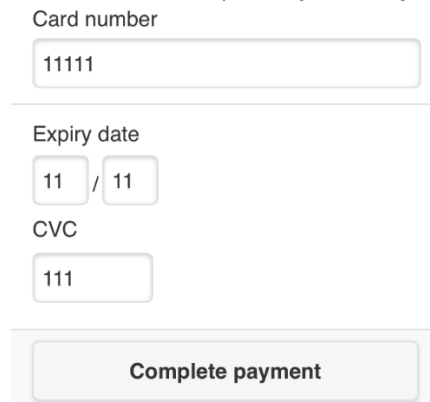 Card number
11111
Expiry date
11 / 11
CVC
111
Complete payment